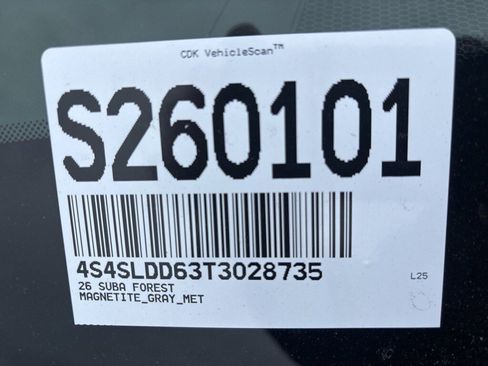 CDK VehicleScan™
S260101
4S4SLDD63T3028735
26 SUBA FOREST
L25
MAGNETITE_GRAY_MET